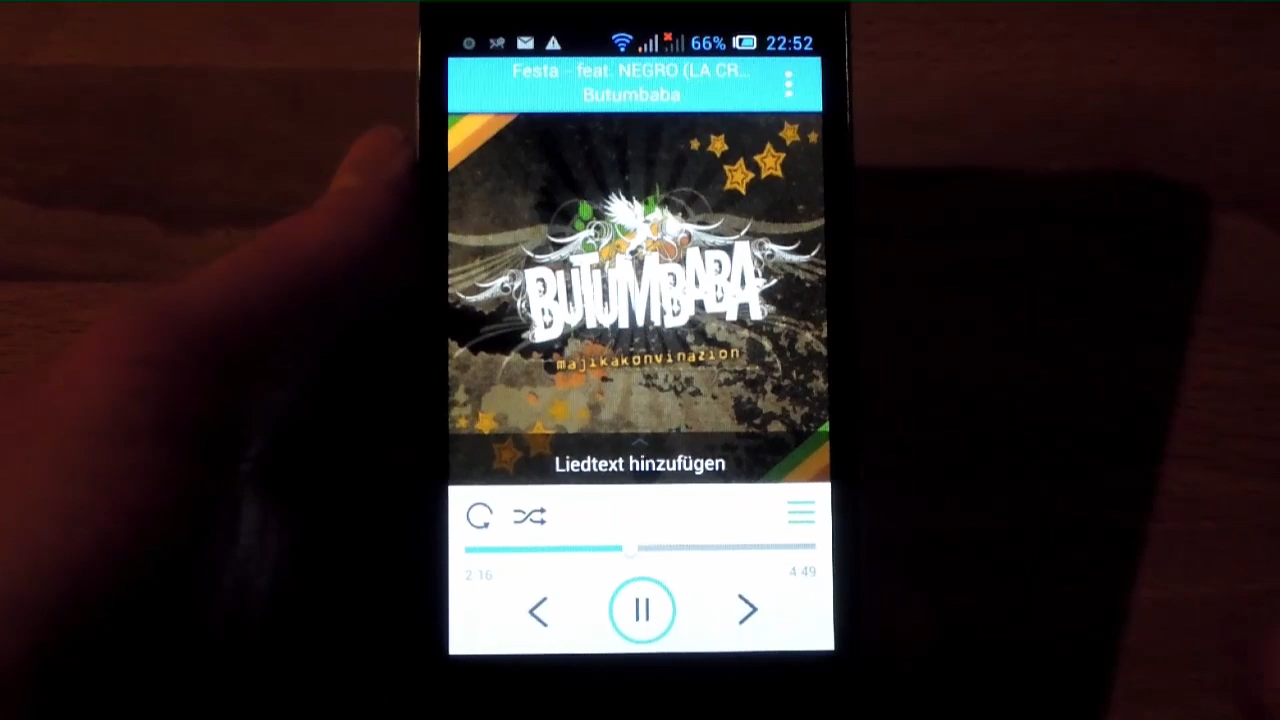 66% 22:52
Festa - feat. NEGRO (LA CR...
Butumbaba
BUTUMBABA
majikakonvinazion
Liedtext hinzufügen
2:16 4:49